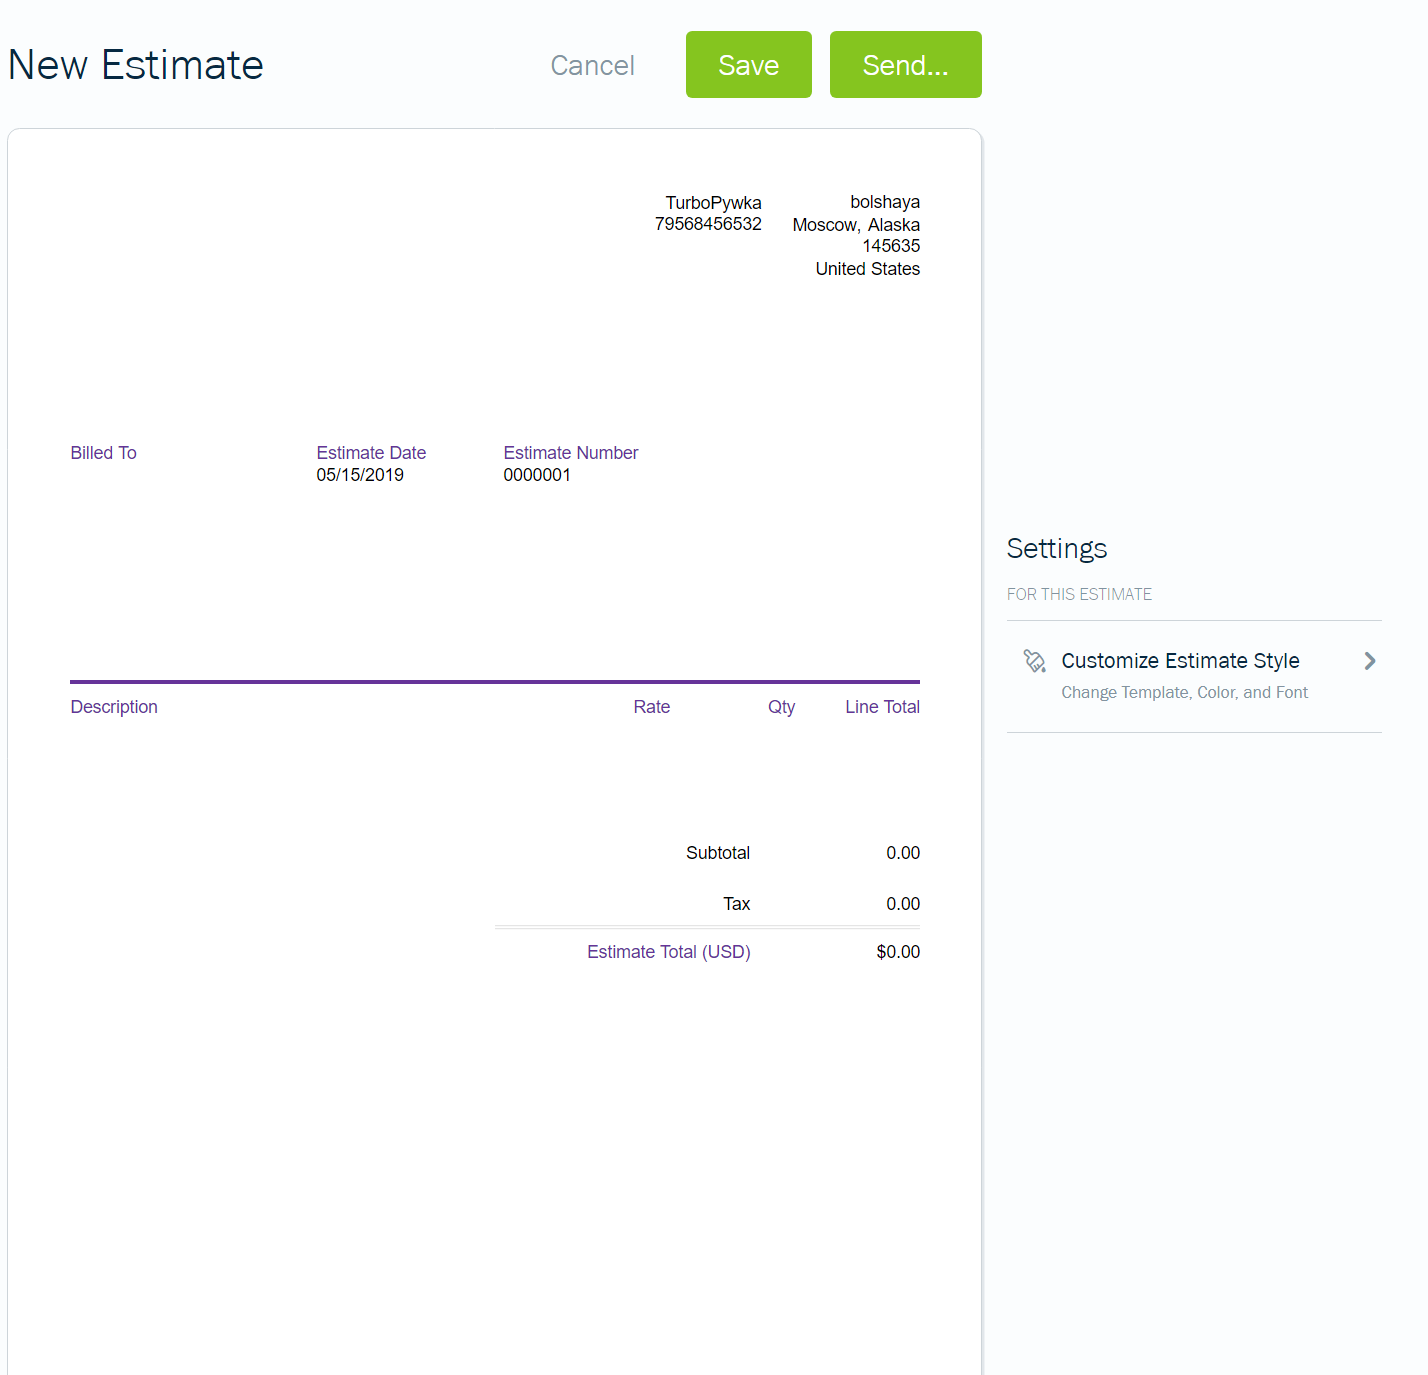 New Estimate
Cancel
Save
Send...
TurboPywka
79568456532
bolshaya
Moscow, Alaska
145635
United States
Billed To
Estimate Date
05/15/2019
Estimate Number
0000001
Settings
FOR THIS ESTIMATE
Customize Estimate Style
Change Template, Color, and Font
Description Rate Qty Line Total
Subtotal 0.00
Tax 0.00
Estimate Total (USD) $0.00